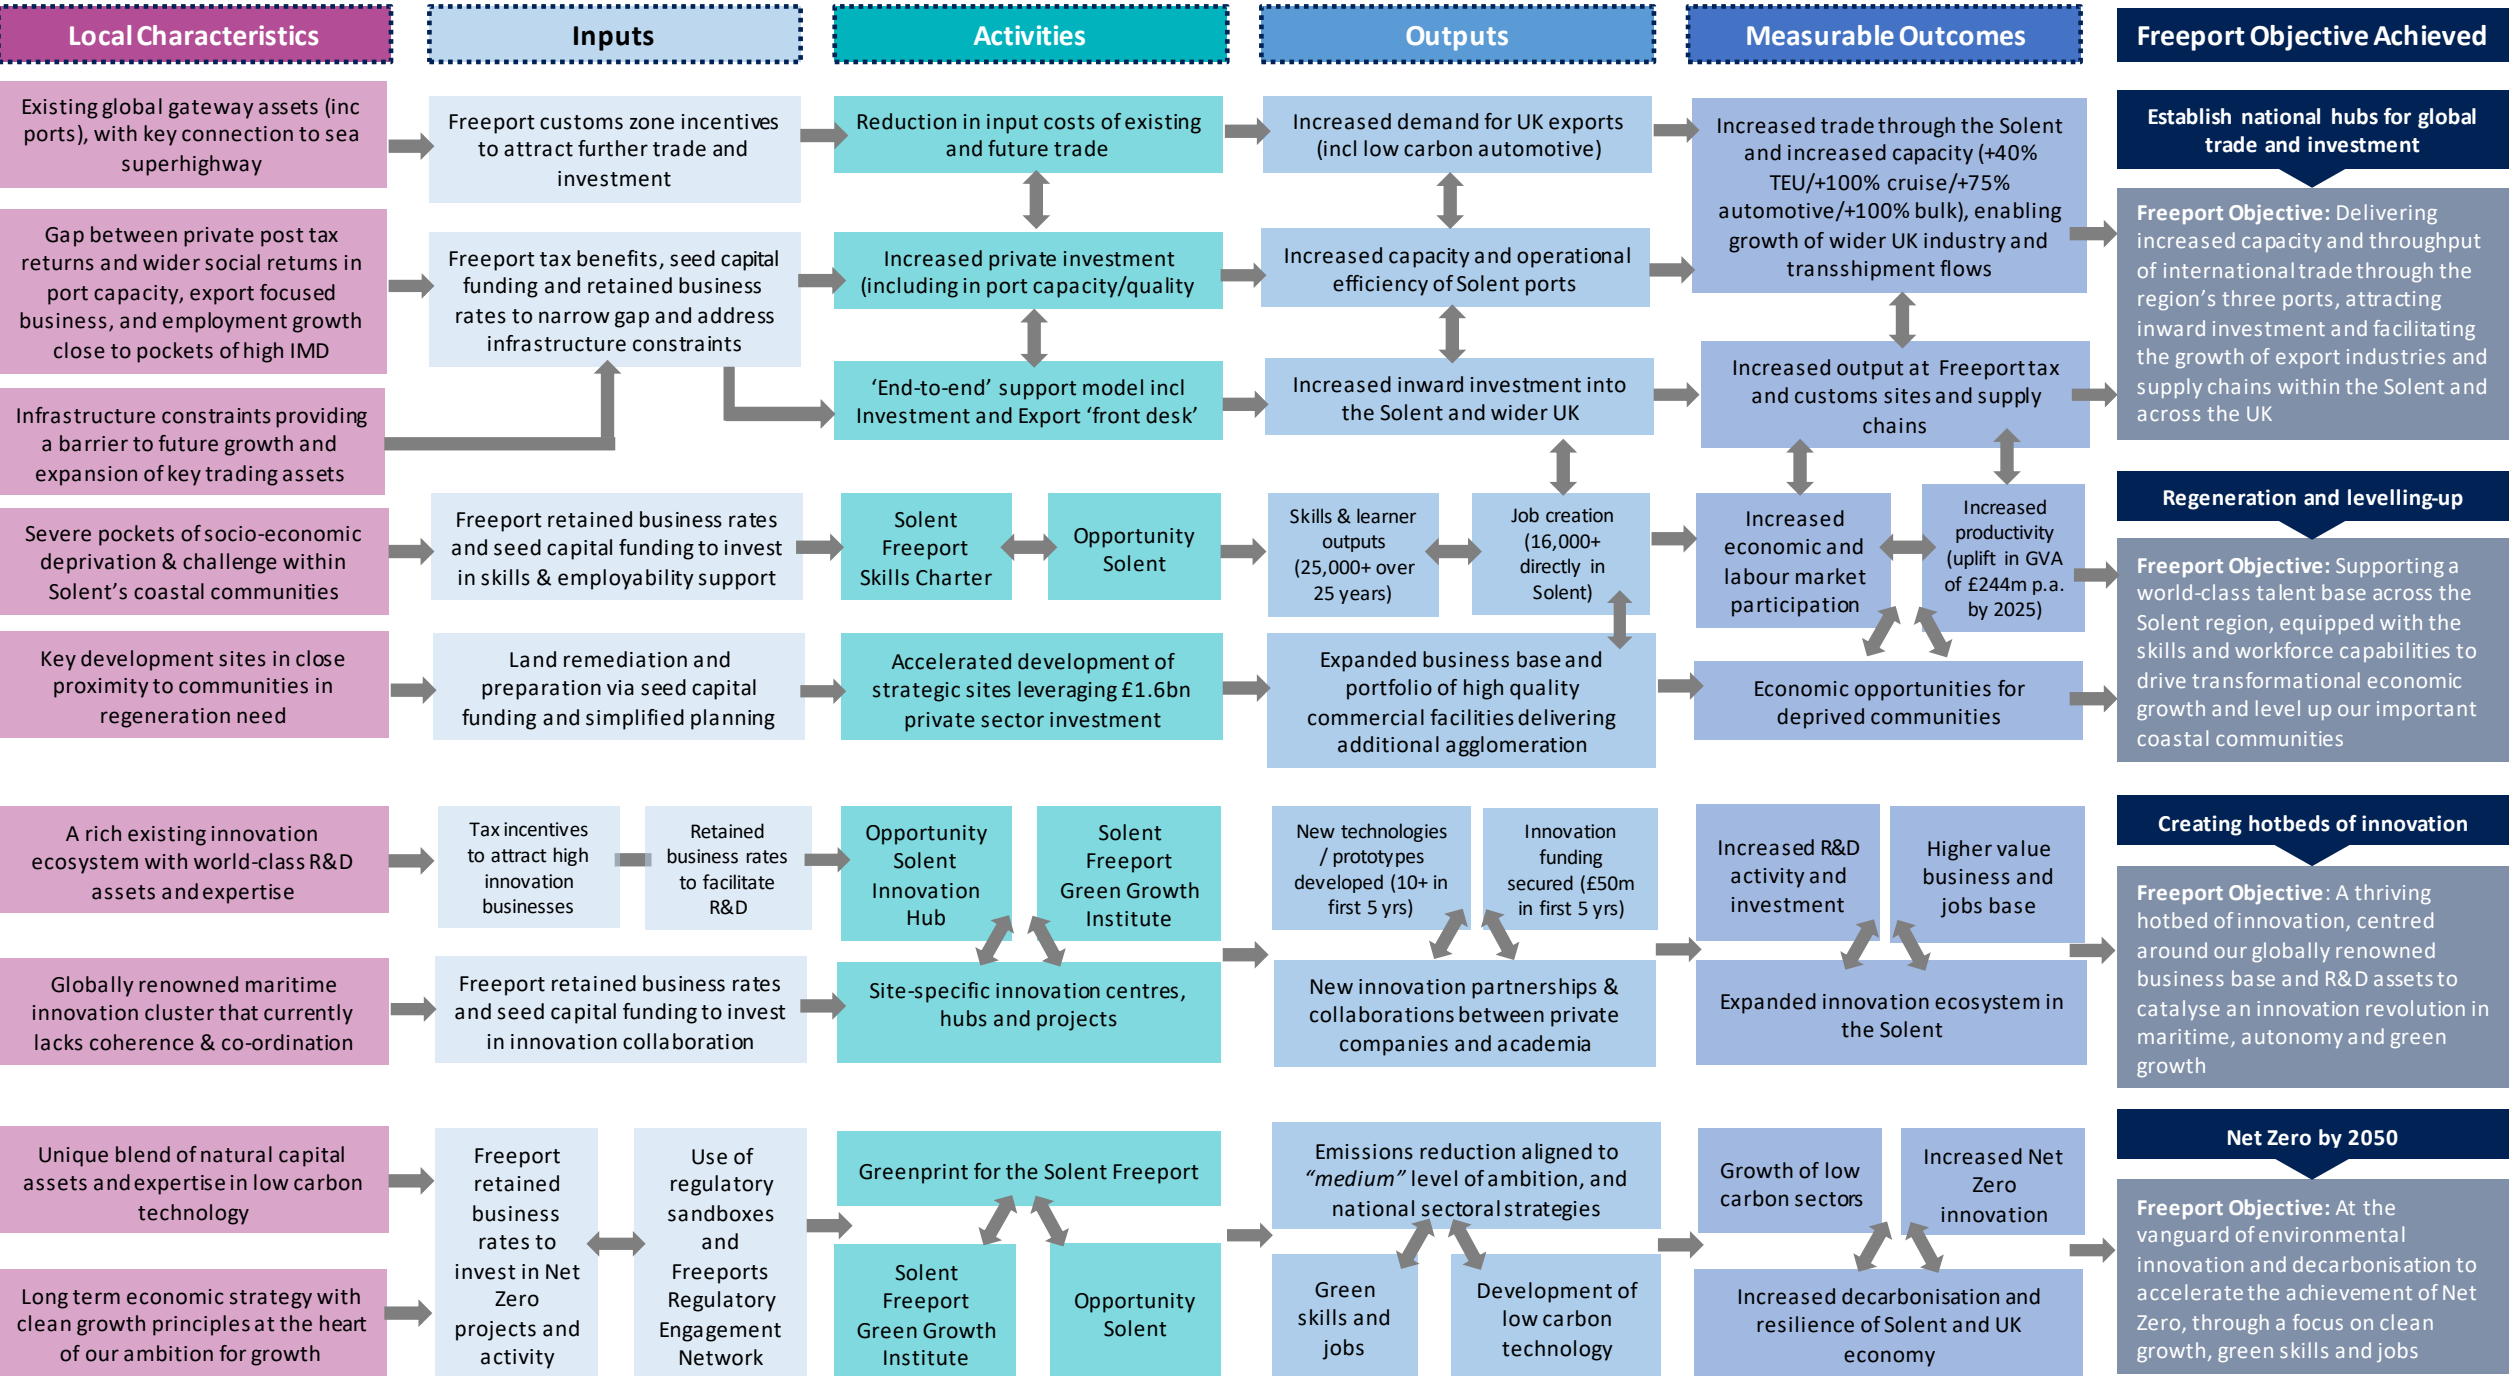 Local Characteristics
Inputs
Activities
Outputs
Measurable Outcomes
Freeport Objective Achieved
Existing global gateway assets (inc
ports), with key connection to sea
superhighway
Freeport customs zone incentives
to attract further trade and
investment
Reduction in input costs of existing
and future trade
Increased demand for UK exports
(incl low carbon automotive)
Increased trade through the Solent
and increased capacity (+40%
TEU/+100% cruise/+75%
automotive/+100% bulk), enabling
growth of wider UK industry and
transshipment flows
Establish national hubs for global
trade and investment
Freeport Objective: Delivering
increased capacity and throughput
of international trade through the
region's three ports, attracting
inward investment and facilitating
the growth of export industries and
supply chains within the Solent and
across the UK
Gap between private post tax
returns and wider social returns in
port capacity, export focused
business, and employment growth
close to pockets of high IMD
Freeport tax benefits, seed capital
funding and retained business
rates to narrow gap and address
infrastructure constraints
Increased private investment
(including in port capacity/quality
Increased capacity and operational
efficiency of Solent ports
Infrastructure constraints providing
a barrier to future growth and
expansion of key trading assets
'End-to-end' support model incl
Investment and Export 'front desk'
Increased inward investment into
the Solent and wider UK
Increased output at Freeport tax
and customs sites and supply
chains
Severe pockets of socio-economic
deprivation & challenge within
Solent's coastal communities
Freeport retained business rates
and seed capital funding to invest
in skills & employability support
Solent
Freeport
Skills Charter
Opportunity
Solent
Skills & learner
outputs
(25,000+ over
25 years)
Job creation
(16,000+
directly in
Solent)
Increased
economic and
labour market
participation
Increased
productivity
(uplift in GVA
of £244m p.a.
by 2025)
Regeneration and levelling-up
Freeport Objective: Supporting a
world-class talent base across the
Solent region, equipped with the
skills and workforce capabilities to
drive transformational economic
growth and level up our important
coastal communities
Key development sites in close
proximity to communities in
regeneration need
Land remediation and
preparation via seed capital
funding and simplified planning
Accelerated development of
strategic sites leveraging £1.6bn
private sector investment
Expanded business base and
portfolio of high quality
commercial facilities delivering
additional agglomeration
Economic opportunities for
deprived communities
A rich existing innovation
ecosystem with world-class R&D
assets and expertise
Tax incentives
to attract high
innovation
businesses
Retained
business rates
to facilitate
R&D
Opportunity
Solent
Innovation
Hub
Solent
Freeport
Green Growth
Institute
New technologies
/ prototypes
developed (10+ in
first 5 yrs)
Innovation
funding
secured (£50m
in first 5 yrs)
Increased R&D
activity and
investment
Higher value
business and
jobs base
Creating hotbeds of innovation
Freeport Objective: A thriving
hotbed of innovation, centred
around our globally renowned
business base and R&D assets to
catalyse an innovation revolution in
maritime, autonomy and green
growth
Globally renowned maritime
innovation cluster that currently
lacks coherence & co-ordination
Freeport retained business rates
and seed capital funding to invest
in innovation collaboration
Site-specific innovation centres,
hubs and projects
New innovation partnerships &
collaborations between private
companies and academia
Expanded innovation ecosystem in
the Solent
Unique blend of natural capital
assets and expertise in low carbon
technology
Freeport
retained
business
rates to
invest in Net
Zero
projects and
activity
Use of
regulatory
sandboxes
and
Freeports
Regulatory
Engagement
Network
Greenprint for the Solent Freeport
Emissions reduction aligned to
"medium" level of ambition, and
national sectoral strategies
Growth of low
carbon sectors
Increased Net
Zero
innovation
Net Zero by 2050
Freeport Objective: At the
vanguard of environmental
innovation and decarbonisation to
accelerate the achievement of Net
Zero, through a focus on clean
growth, green skills and jobs
Long term economic strategy with
clean growth principles at the heart
of our ambition for growth
Solent
Freeport
Green Growth
Institute
Opportunity
Solent
Green
skills and
jobs
Development of
low carbon
technology
Increased decarbonisation and
resilience of Solent and UK
economy